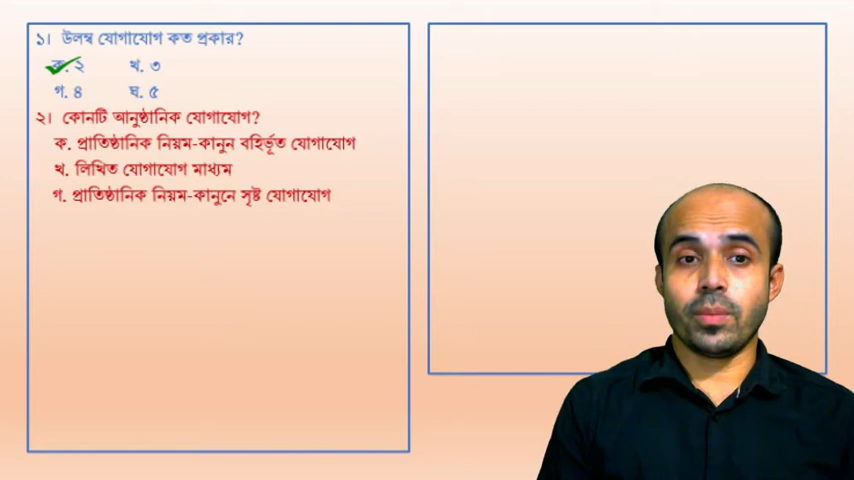 ১। উলম্ব যোগাযোগ কত প্রকার?
ক. ২ খ. ৩
গ. ৪ ঘ. ৫
২। কোনটি আনুষ্ঠানিক যোগাযোগ?
ক. প্রাতিষ্ঠানিক নিয়ম-কানুন বহির্ভূত যোগাযোগ
খ. লিখিত যোগাযোগ মাধ্যম
গ. প্রাতিষ্ঠানিক নিয়ম-কানুনে সৃষ্ট যোগাযোগ